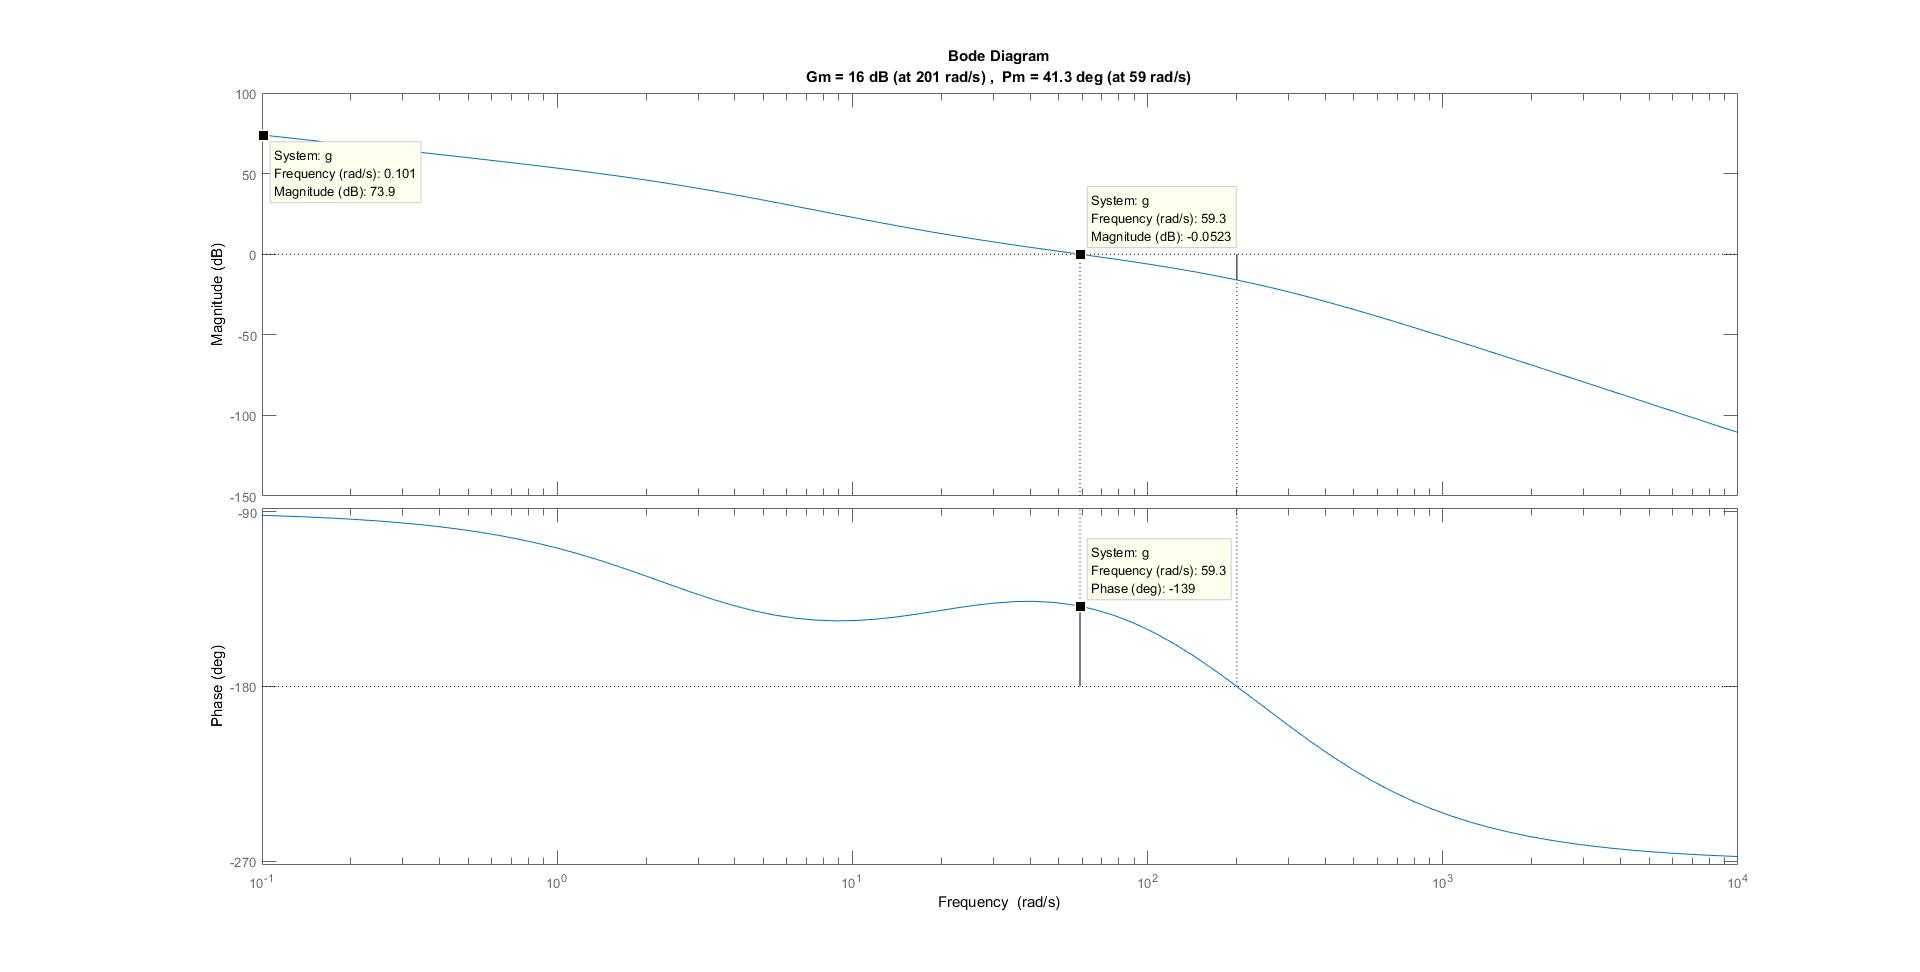 Bode Diagram
Gm = 16 dB (at 201 rad/s) ,  Pm = 41.3 deg (at 59 rad/s)
Magnitude (dB)
100
50
0
-50
-100
-150
System: g
Frequency (rad/s): 0.101
Magnitude (dB): 73.9
System: g
Frequency (rad/s): 59.3
Magnitude (dB): -0.0523
Phase (deg)
-90
-180
-270
System: g
Frequency (rad/s): 59.3
Phase (deg): -139
10^-1 10^0 10^1 10^2 10^3 10^4
Frequency  (rad/s)